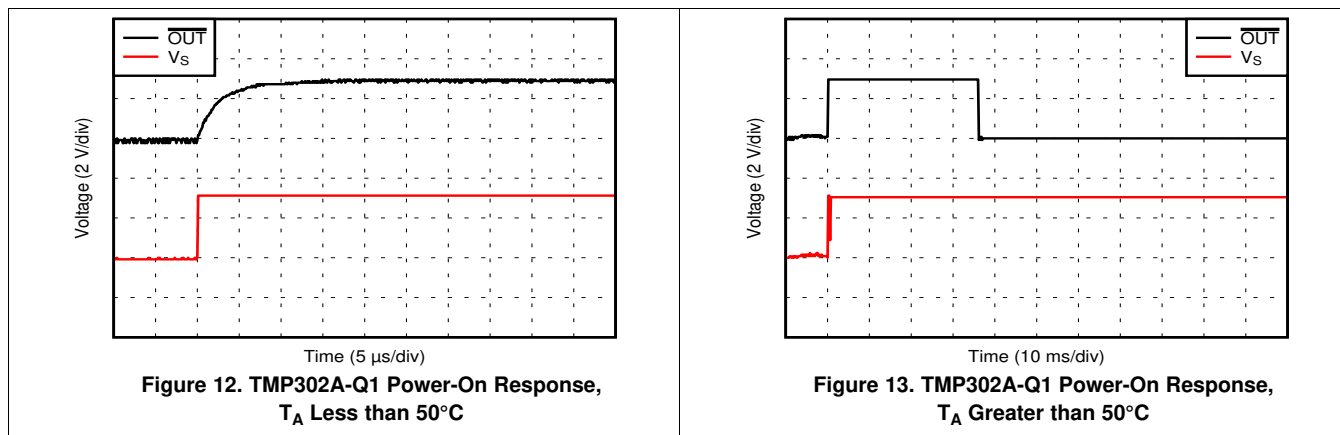 OUT
VS
Voltage (2 V/div)
Time (5 µs/div)
Figure 12. TMP302A-Q1 Power-On Response,
TA Less than 50°C
OUT
VS
Voltage (2 V/div)
Time (10 ms/div)
Figure 13. TMP302A-Q1 Power-On Response,
TA Greater than 50°C